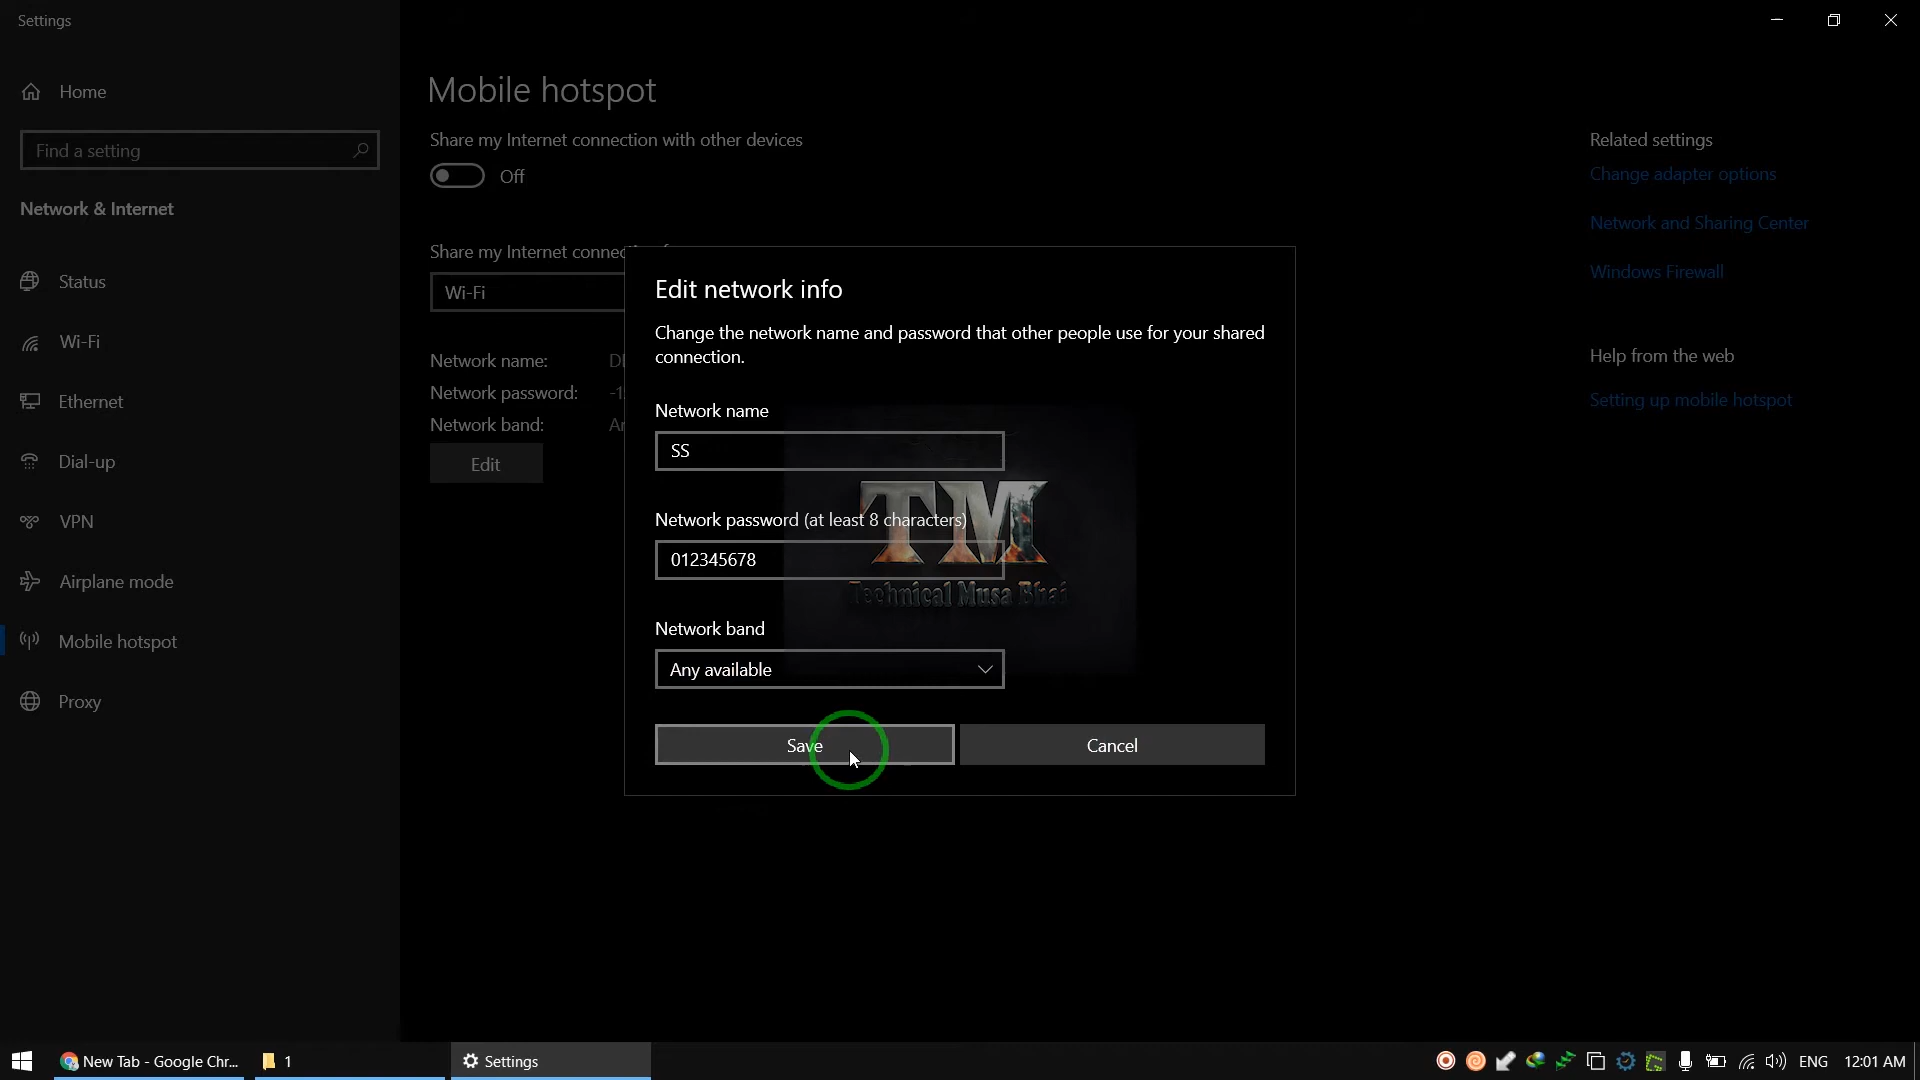 Settings
Home
Find a setting
Network & Internet
Status
Wi-Fi
Ethernet
Dial-up
VPN
Airplane mode
Mobile hotspot
Proxy
Mobile hotspot
Share my Internet connection with other devices
Off
Share my Internet
Wi-Fi
Network name:
Network password:
Network band:
Edit
Edit network info
Change the network name and password that other people use for your shared
connection.
Network name
SS
Network password (at least 8 characters)
012345678
Network band
Any available
Save
Cancel
TM
Technical Musa Bhai
Related settings
Change adapter options
Network and Sharing Center
Windows Firewall
Help from the web
Setting up mobile hotspot
New Tab - Google Chr...
1
Settings
ENG
12:01 AM